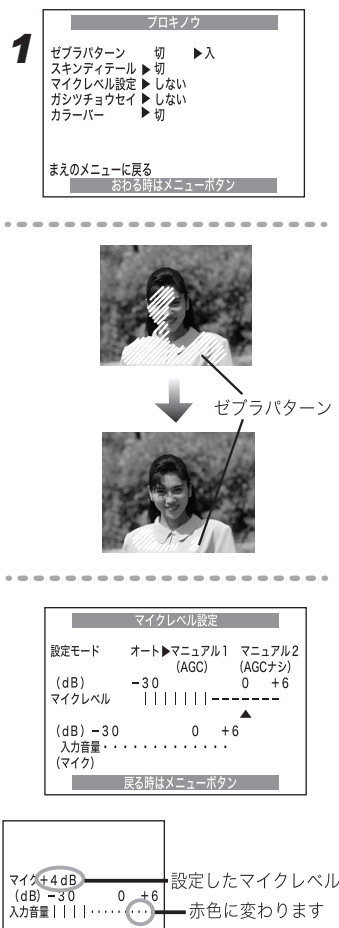 プロキノウ
1
ゼブラパターン 切 ▶入
スキンディテール▶切
マイクレベル設定▶しない
ガシツチョウセイ▶しない
カラーバー ▶切
まえのメニューに戻る
おわる時はメニューボタン
ゼブラパターン
マイクレベル設定
設定モード オート▶マニュアル1 マニュアル2
(AGC) (AGCナシ)
(dB) −30 0 +6
マイクレベル
(dB) −30 0 +6
入力音量
(マイク)
戻る時はメニューボタン
マイク+4dB 設定したマイクレベル
(dB) −30 0 +6
入力音量 赤色に変わります